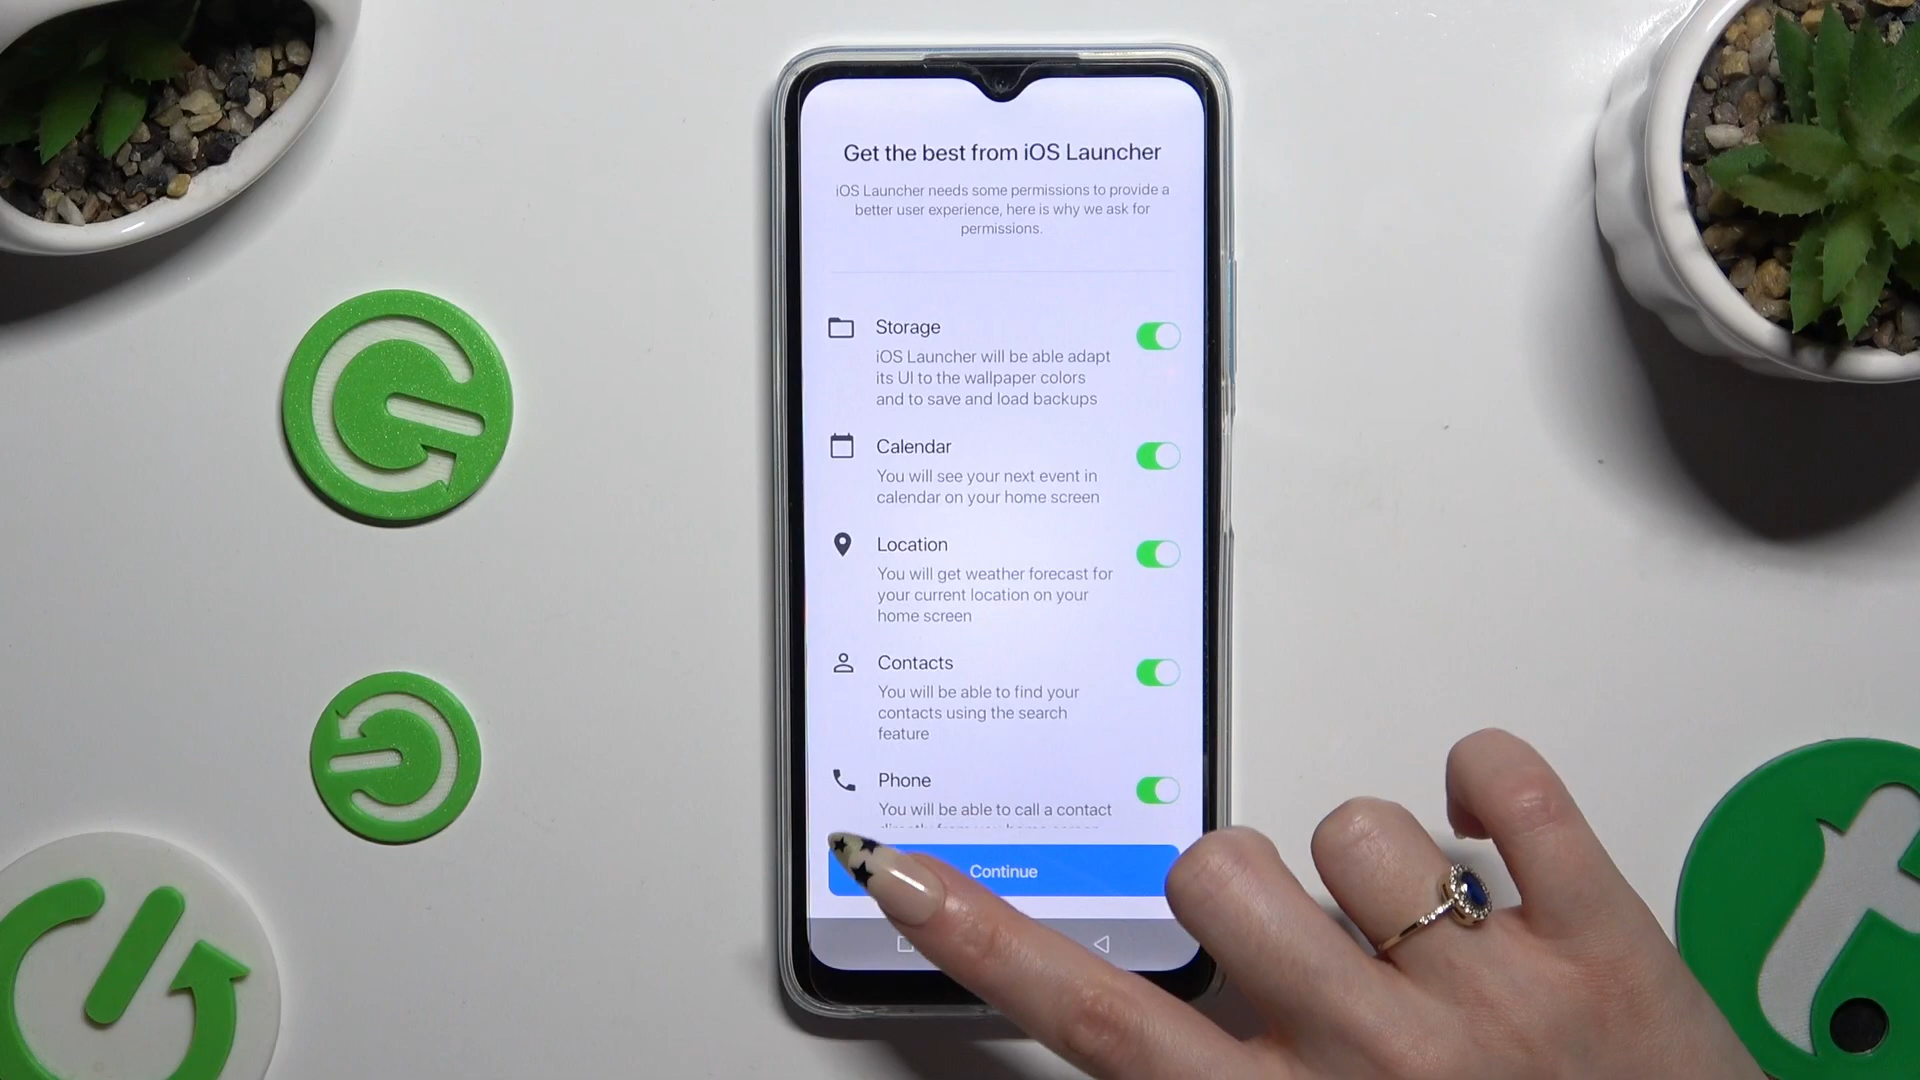 Get the best from iOS Launcher
iOS Launcher needs some permissions to provide a
better user experience, here is why we ask for
permissions.
Storage
iOS Launcher will be able adapt
its UI to the wallpaper colors
and to save and load backups
Calendar
You will see your next event in
calendar on your home screen
Location
You will get weather forecast for
your current location on your
home screen
Contacts
You will be able to find your
contacts using the search
feature
Phone
You will be able to call a contact
Continue